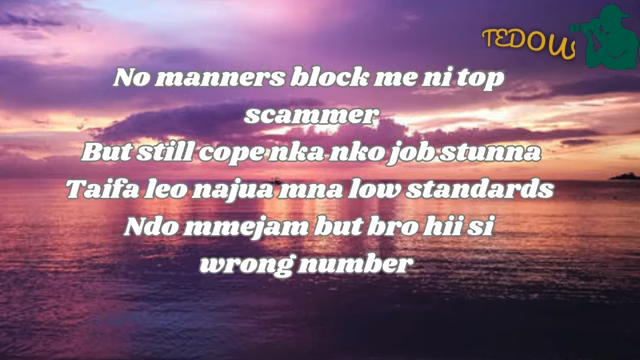 TEDOW
No manners block me ni top
scammer
But still cope nka nko job stunna
Taifa leo najua mna low standards
Ndo mmejam but bro hii si
wrong number